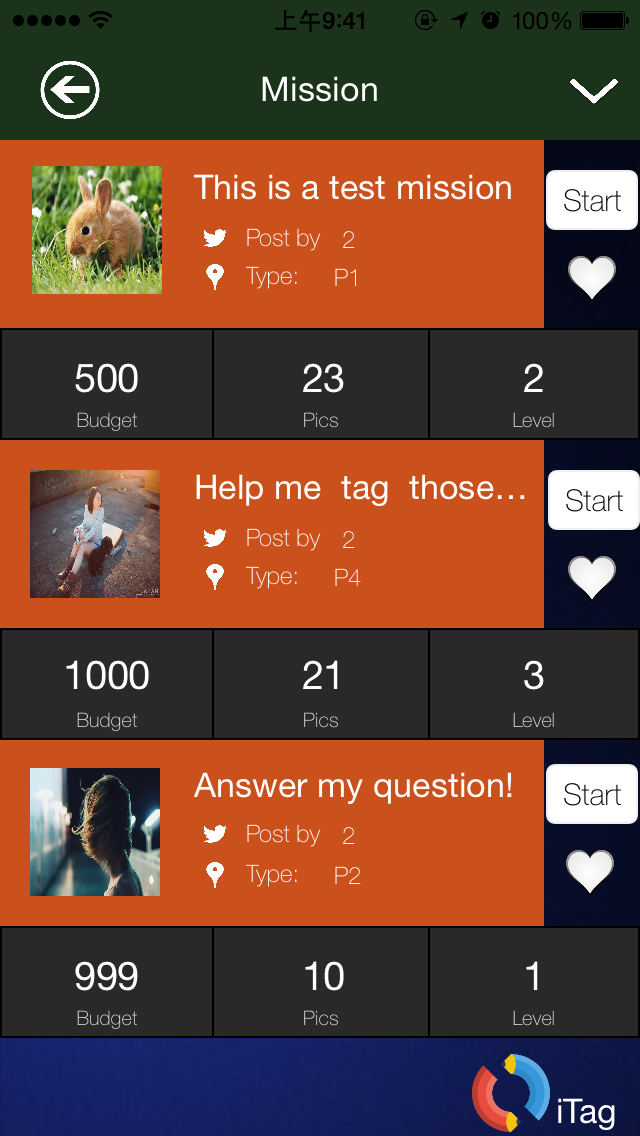 上午9:41 100%
Mission
This is a test mission
Start
Post by 2
Type: P1
500 23 2
Budget Pics Level
Help me tag those...
Start
Post by 2
Type: P4
1000 21 3
Budget Pics Level
Answer my question!
Start
Post by 2
Type: P2
999 10 1
Budget Pics Level
iTag